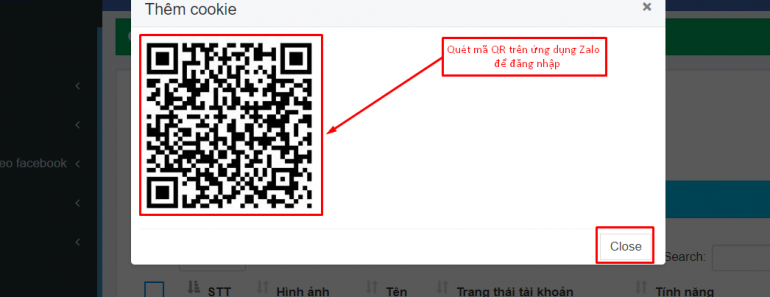 Thêm cookie
×
Quét mã QR trên ứng dụng Zalo
để đăng nhập
eo facebook
Close
Search:
STT
Hình ảnh
Tên
Trạng thái tài khoản
Tính năng